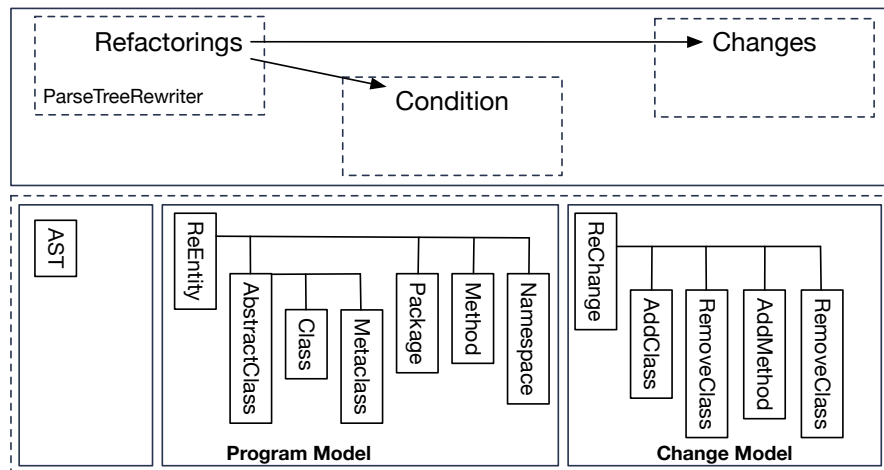 Refactorings
Changes
ParseTreeRewriter
Condition
AST
ReEntity
AbstractClass
Class
Metaclass
Package
Method
Namespace
Program Model
ReChange
AddClass
RemoveClass
AddMethod
RemoveClass
Change Model